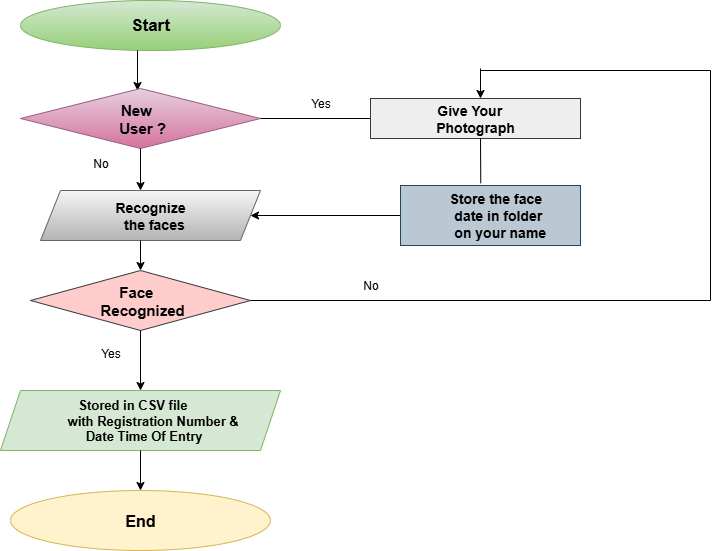 Start
New
User ?
Yes
Give Your
Photograph
No
Recognize
the faces
Store the face
date in folder
on your name
Face
Recognized
No
Yes
Stored in CSV file
with Registration Number &
Date Time Of Entry
End